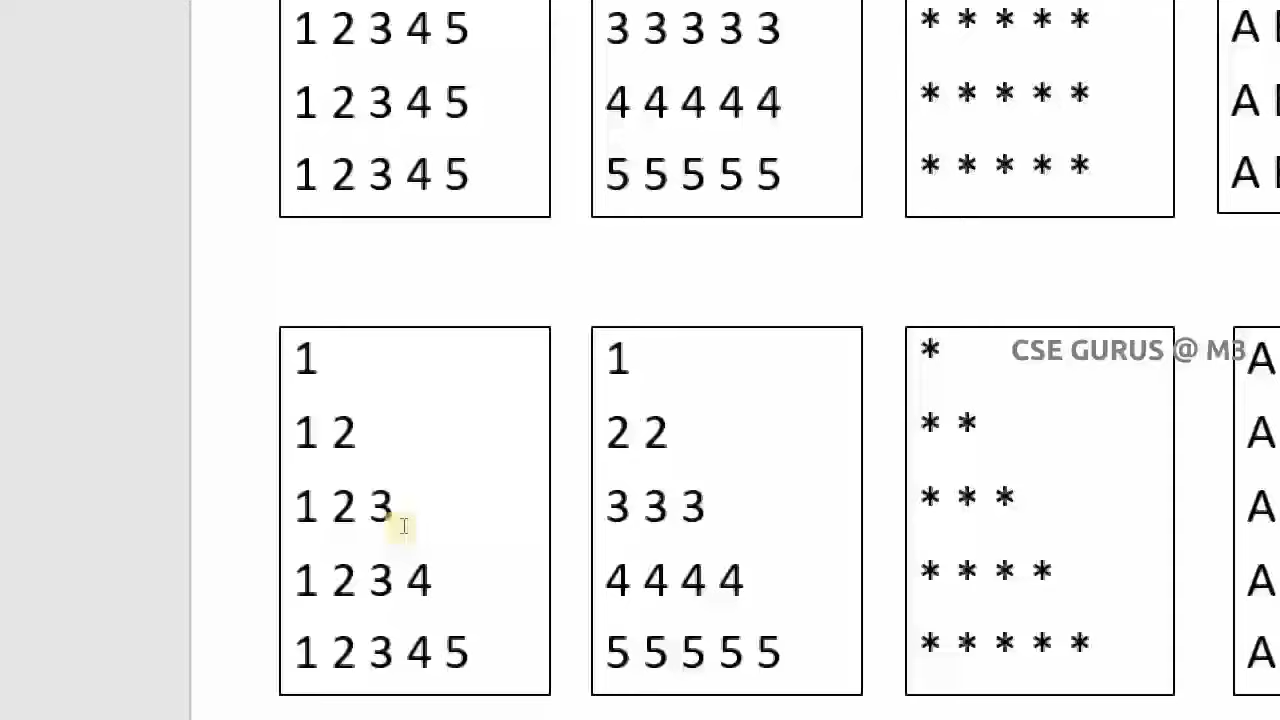 1 2 3 4 5
1 2 3 4 5
1 2 3 4 5
3 3 3 3 3
4 4 4 4 4
5 5 5 5 5
* * * * *
* * * * *
* * * * *
A
A
A
1
1 2
1 2 3
1 2 3 4
1 2 3 4 5
1
2 2
3 3 3
4 4 4 4
5 5 5 5 5
*
* *
* * *
* * * *
* * * * *
CSE GURUS @ M3
A
A
A
A
A